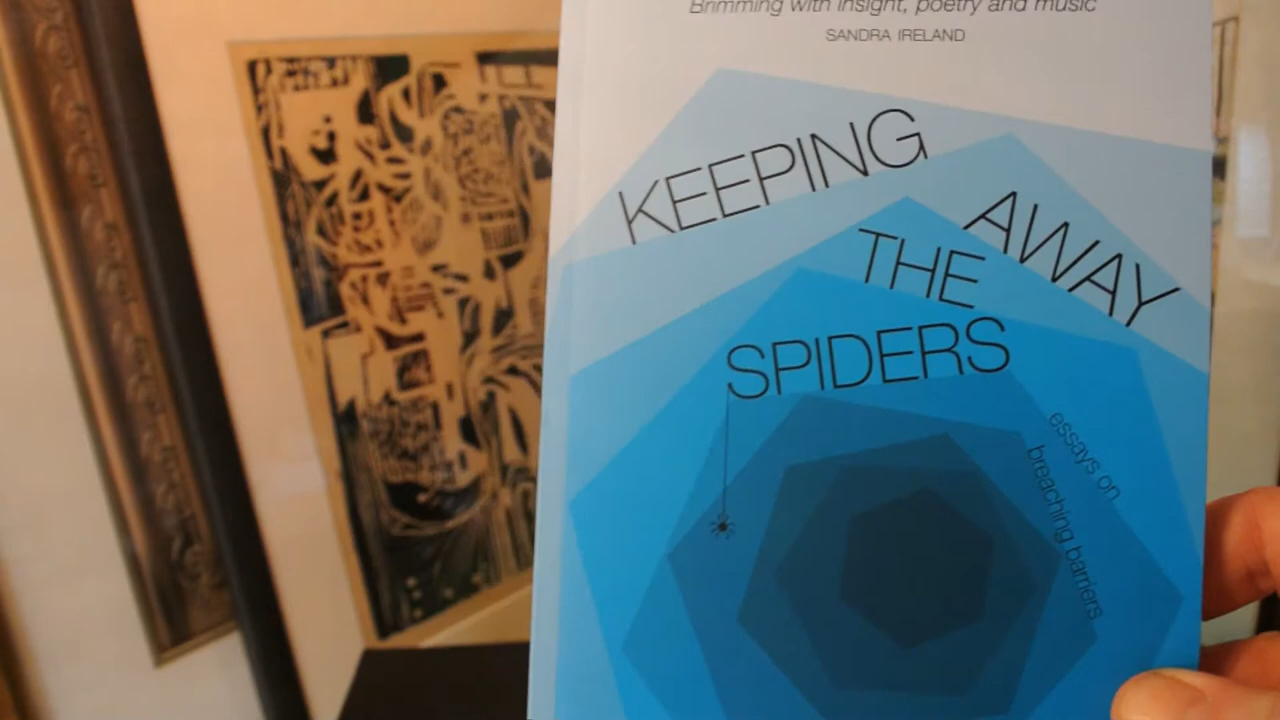 Brimming with insight, poetry and music
SANDRA IRELAND
KEEPING
AWAY
THE
SPIDERS
essays on
breaching barriers